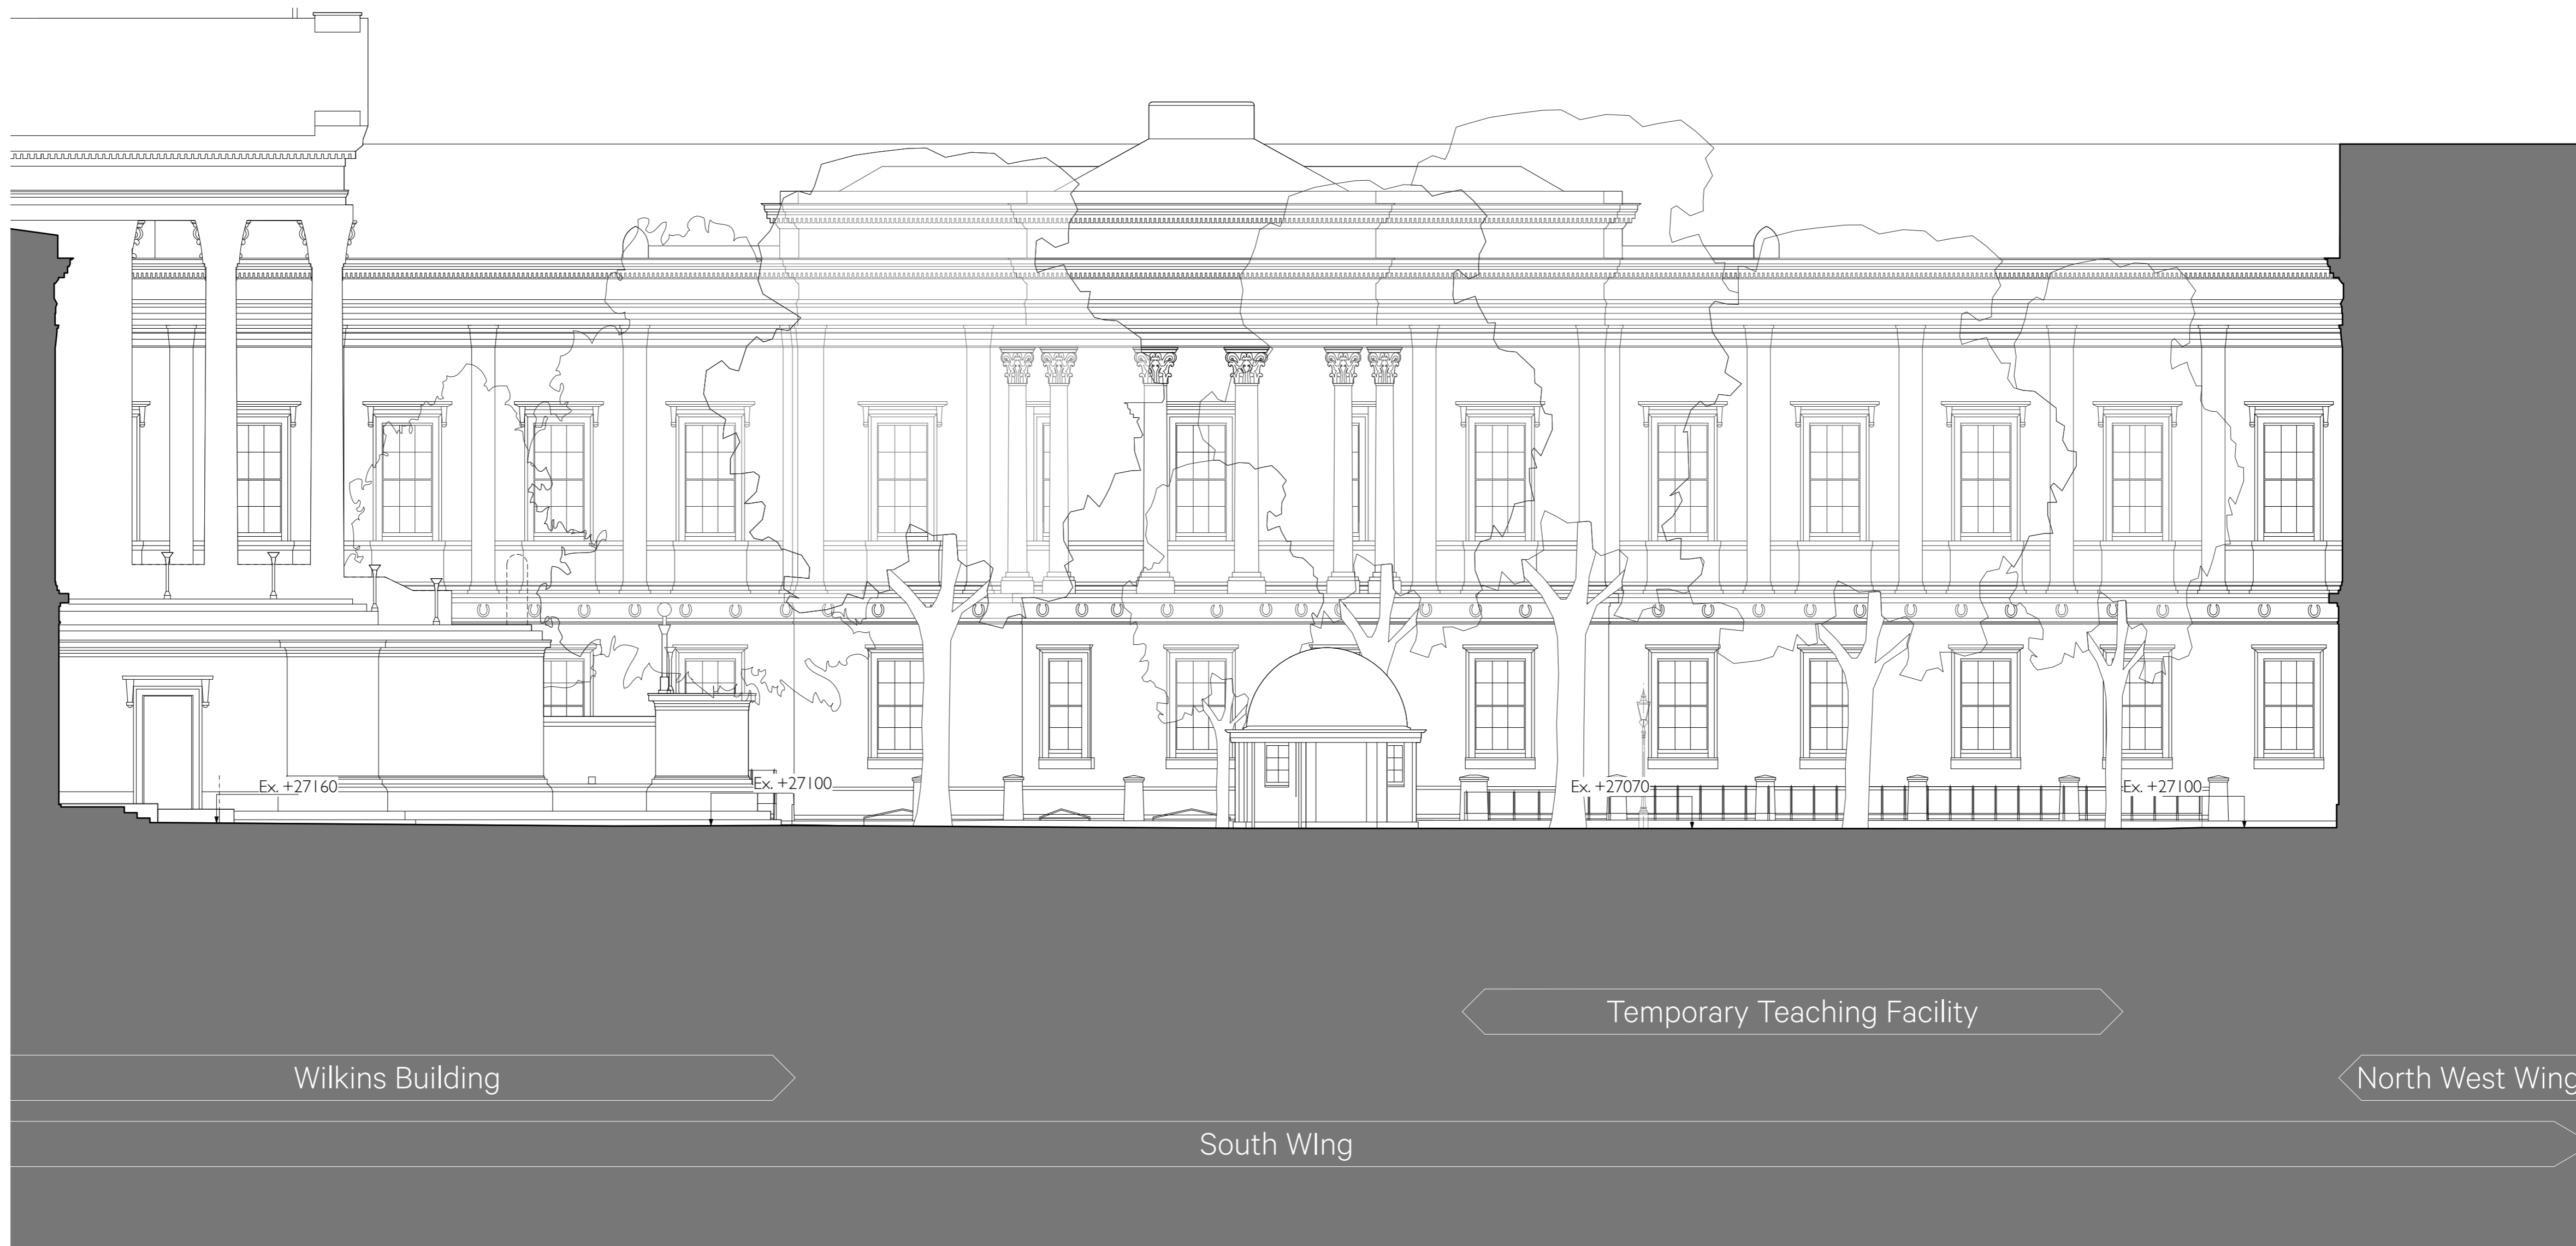 Ex. +27160
Ex. +27100
Ex. +27070
Ex. +27100
Temporary Teaching Facility
Wilkins Building
North West Wing
South WIng